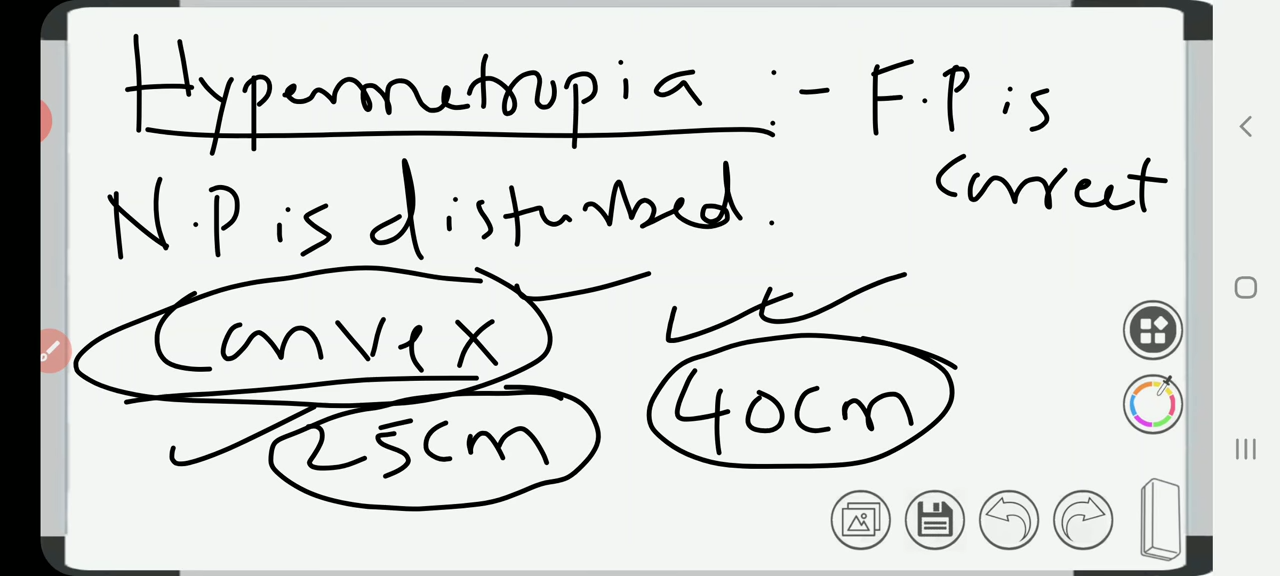 Hypermetropia :- F.P is
correct
N.P is disturbed.
Convex
25cm
40cm